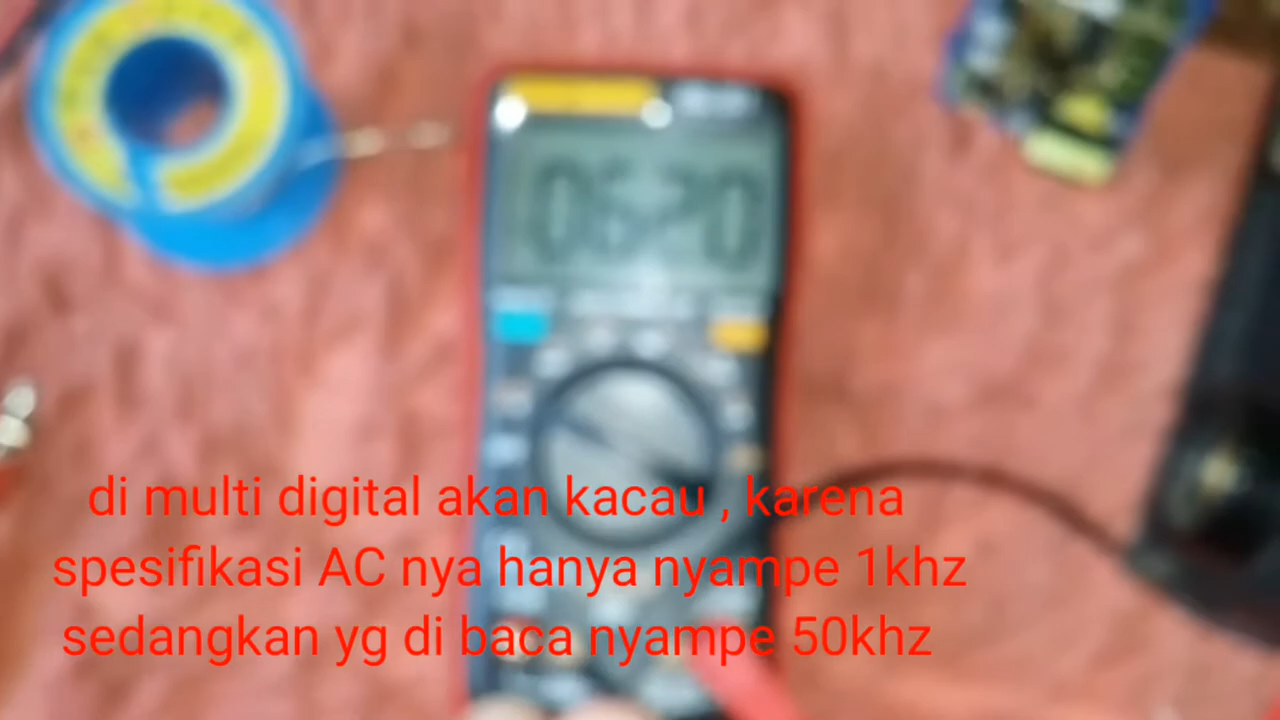 di multi digital akan kacau , karena
spesifikasi AC nya hanya nyampe 1khz
sedangkan yg di baca nyampe 50khz